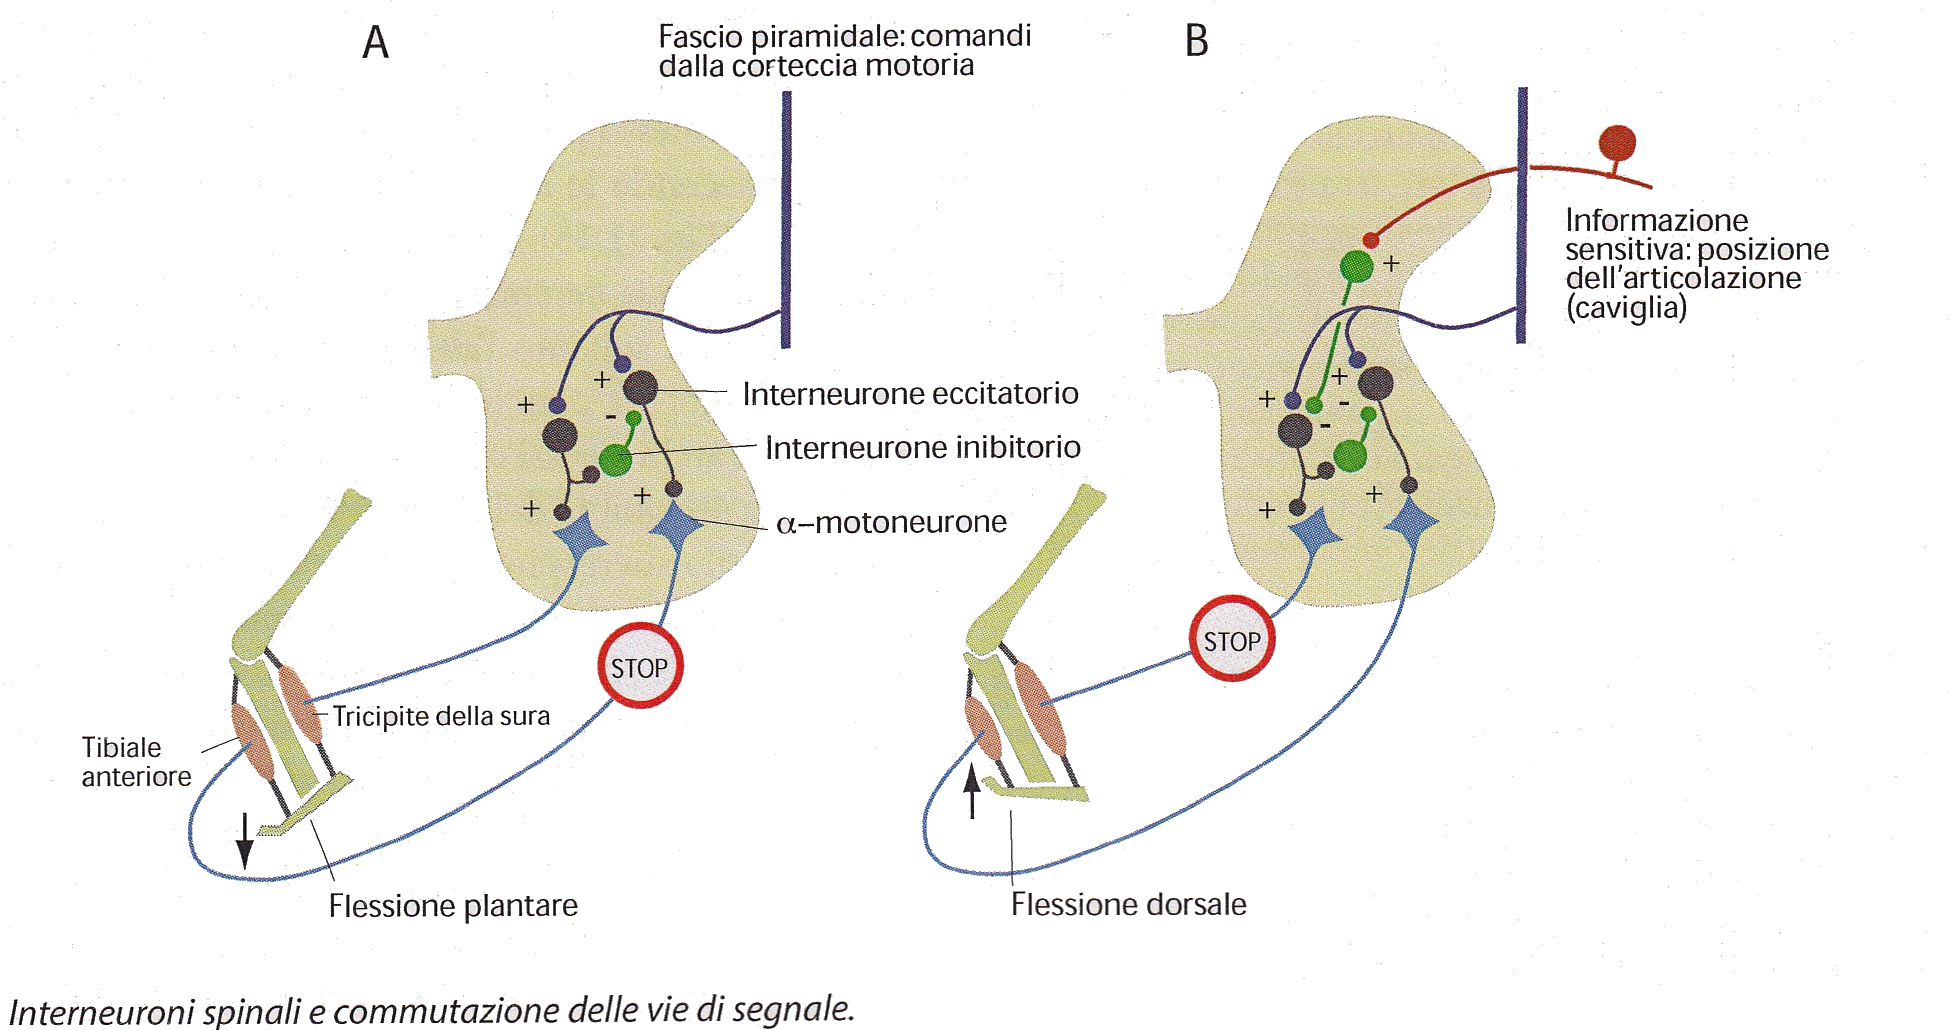 A
Fascio piramidale: comandi
dalla corteccia motoria
B
Informazione
sensitiva: posizione
dell'articolazione
(caviglia)
+
+
-
+
+
Interneurone eccitatorio
Interneurone inibitorio
α–motoneurone
STOP
Tricipite della sura
Tibiale
anteriore
Flessione plantare
+
+
+
-
-
+
+
STOP
Flessione dorsale
Interneuroni spinali e commutazione delle vie di segnale.